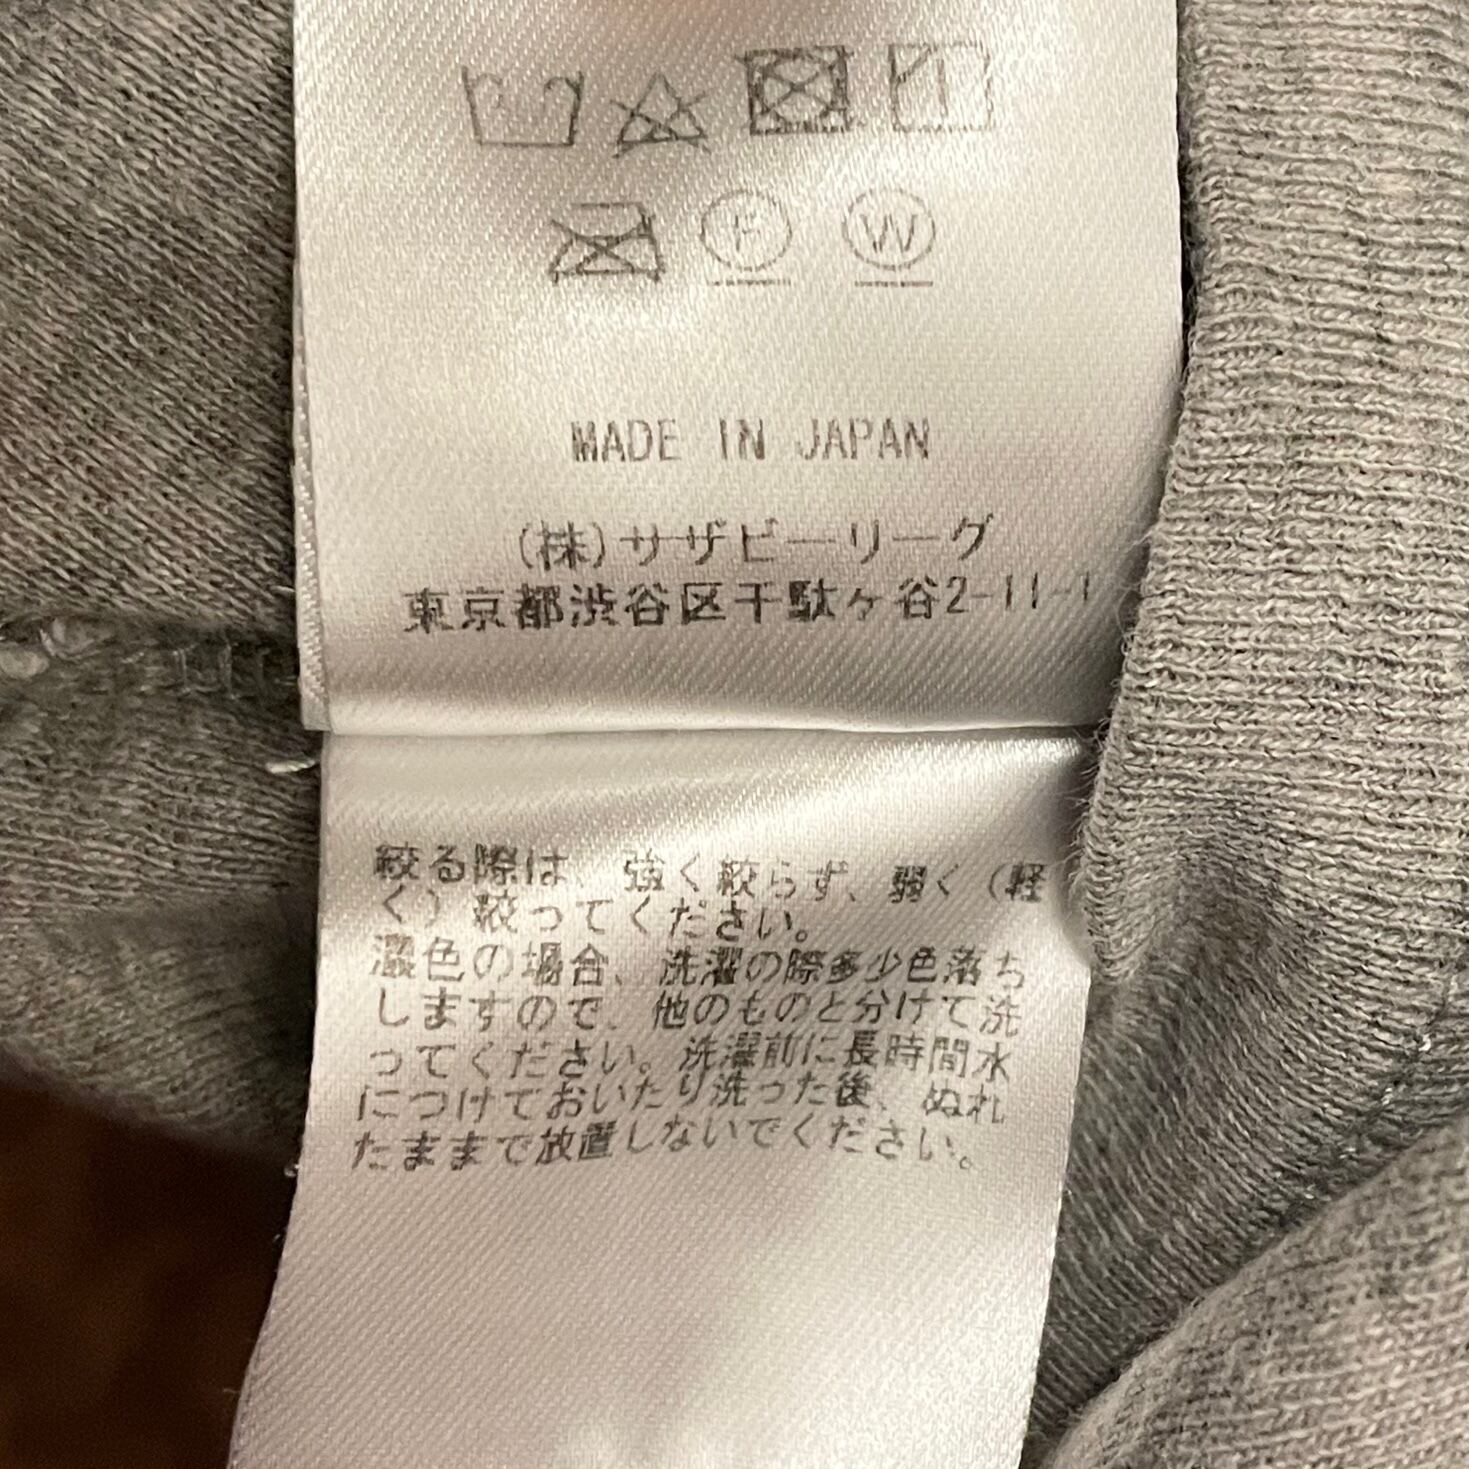 F W
MADE IN JAPAN
(株)サザビーリーグ
東京都渋谷区千駄ヶ谷2-11-1
絞る際は、強く絞らず、弱く(軽
く)絞ってください。
濃色の場合、洗濯の際多少色落ち
しますので、他のものと分けて洗
ってください。洗濯前に長時間水
につけておいたり洗った後、ぬれ
たままで放置しないでください。